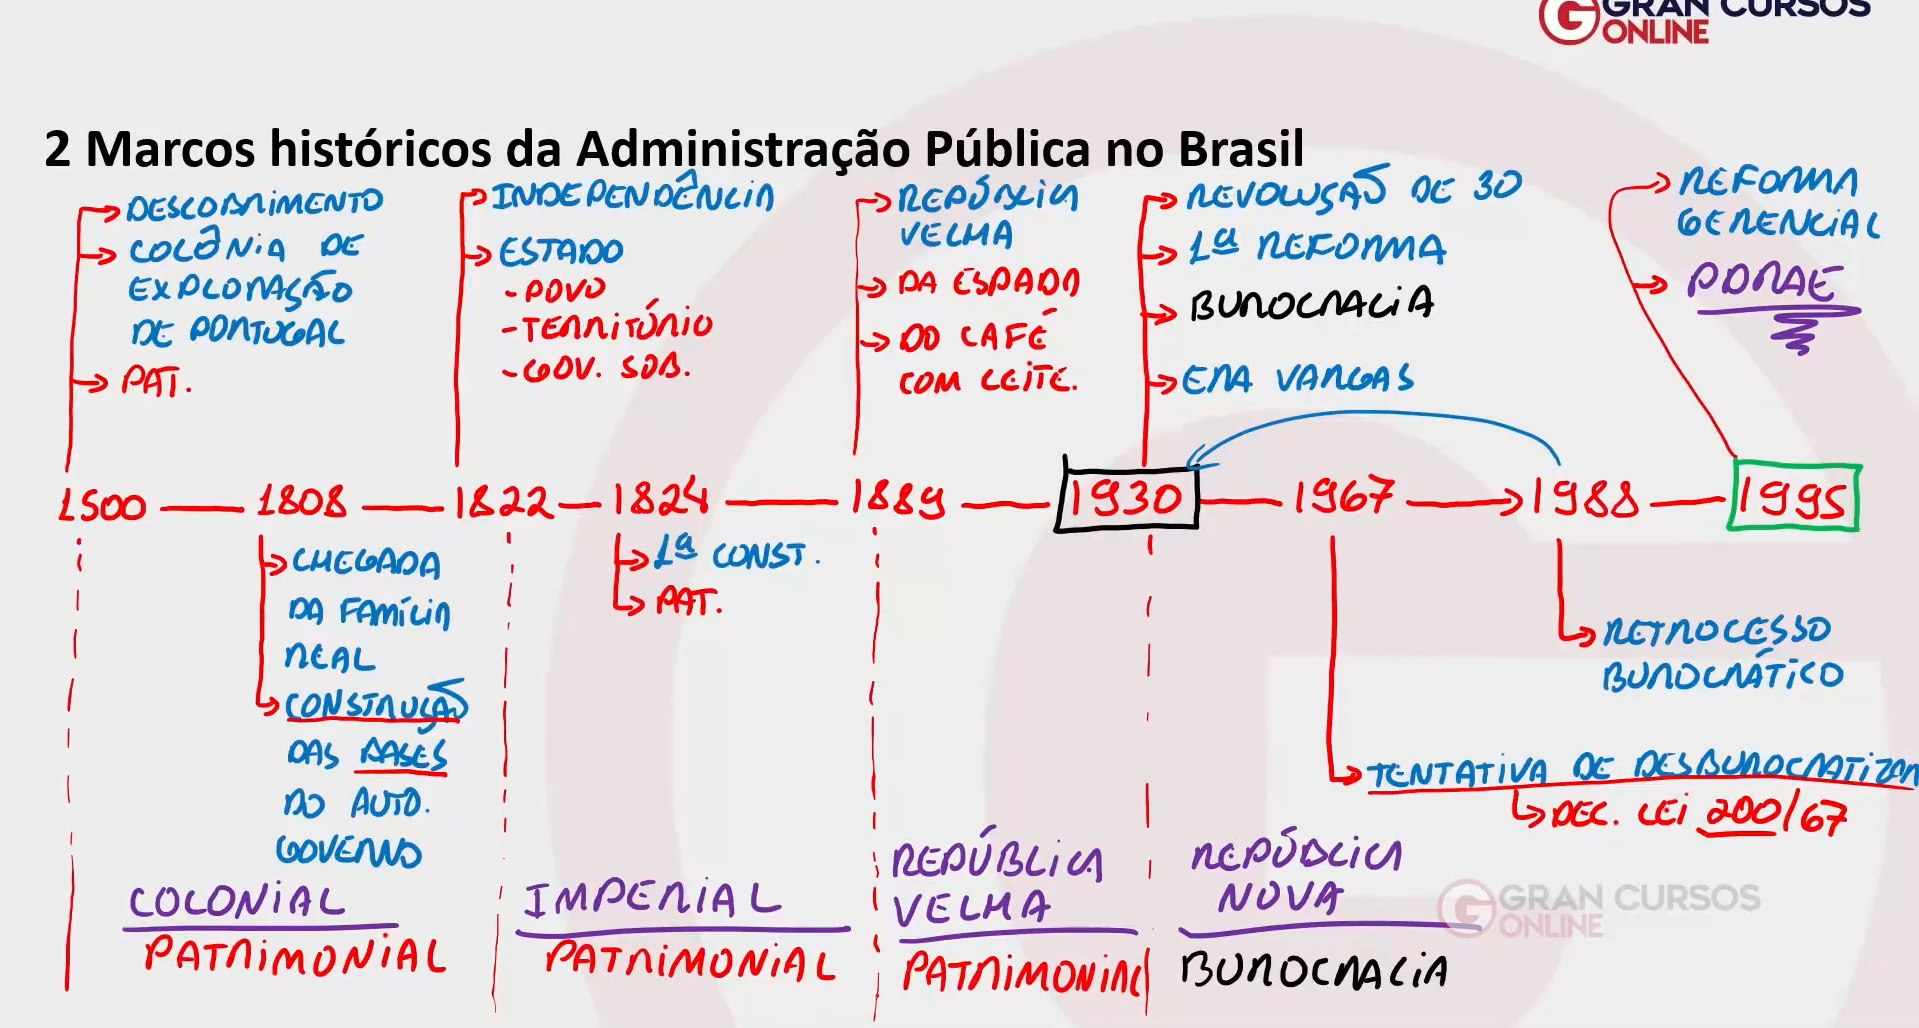 GRAN CURSOS
ONLINE
2 Marcos históricos da Administração Pública no Brasil
DESCOBRIMENTO
COLÔNIA DE
EXPLORAÇÃO
DE PORTUGAL
PAT.
INDEPENDÊNCIA
ESTADO
- POVO
- TERRITÓRIO
- GOV. SOB.
REPÚBLICA
VELHA
DA ESPADA
DO CAFÉ
COM LEITE.
REVOLUÇÃO DE 30
1ª REFORMA
BUROCRACIA
ERA VARGAS
REFORMA
GERENCIAL
PDRAE
1500 1808 1822 1824 1889 1930 1967 1988 1995
CHEGADA
DA FAMÍLIA
REAL
CONSTRUÇÃO
DAS BASES
DO AUTO.
GOVERNO
1ª CONST.
PAT.
RETROCESSO
BUROCRÁTICO
TENTATIVA DE DESBUROCRATIZAR
DEC. LEI 200/67
COLONIAL
PATRIMONIAL
IMPERIAL
PATRIMONIAL
REPÚBLICA
VELHA
PATRIMONIAL
REPÚBLICA
NOVA
BUROCRACIA
GRAN CURSOS
ONLINE